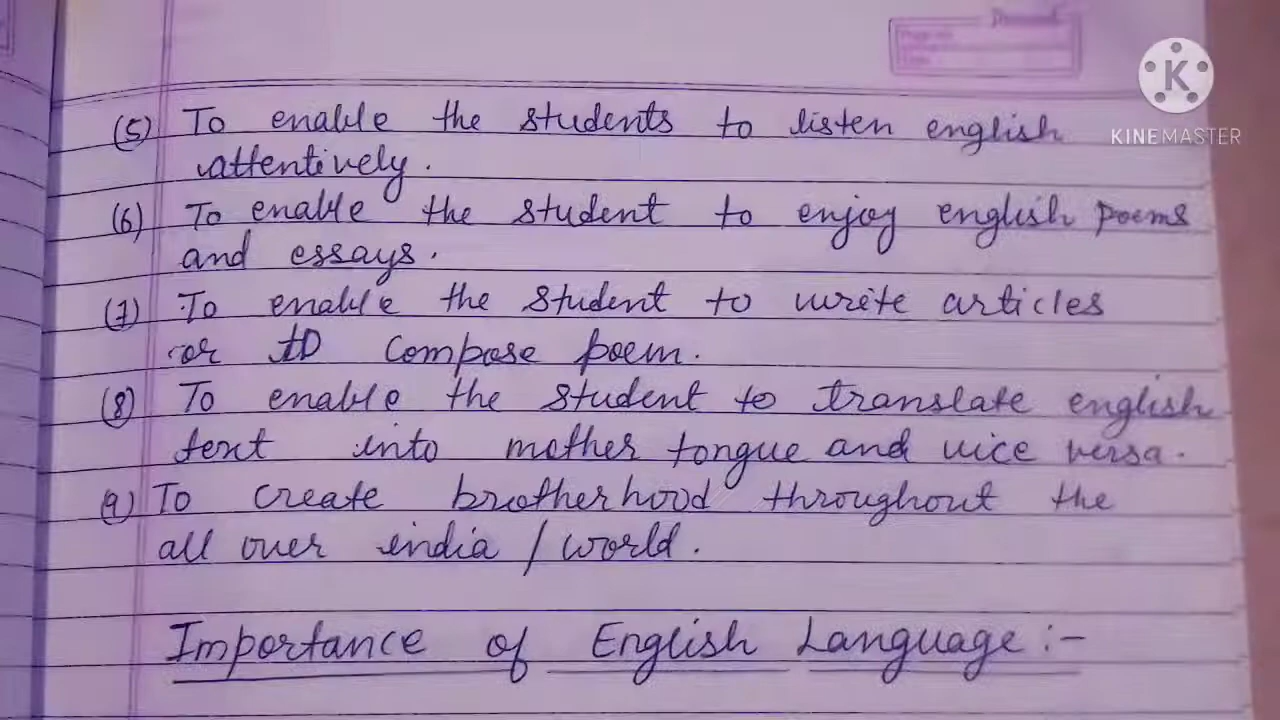 (5) To enable the students to listen english
attentively.
(6) To enable the student to enjoy english poems
and essays.
(7) To enable the student to write articles
or to compose poem.
(8) To enable the student to translate english
text into mother tongue and vice versa.
(9) To create brotherhood throughout the
all over india / world.
Importance of English Language :-
K
KINEMASTER